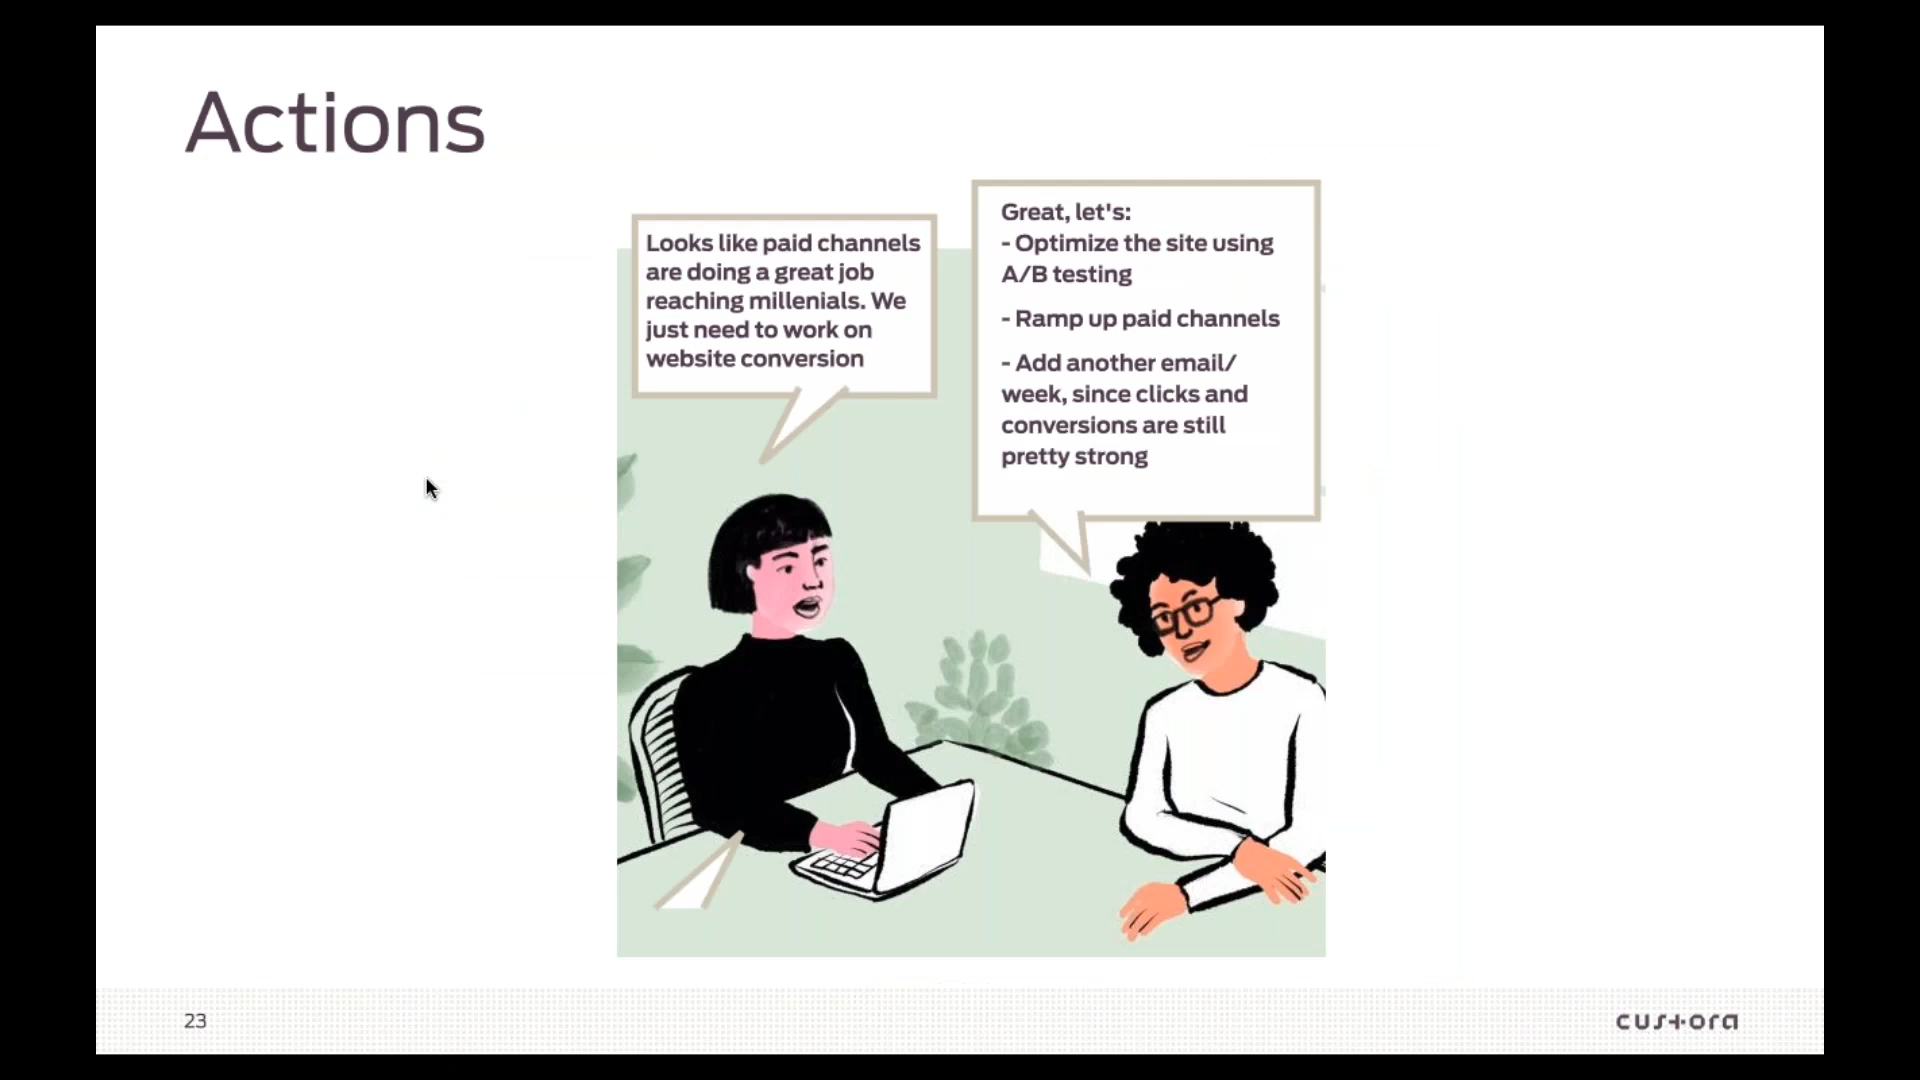 Actions
Looks like paid channels
are doing a great job
reaching millenials. We
just need to work on
website conversion
Great, let's:
- Optimize the site using
A/B testing
- Ramp up paid channels
- Add another email/
week, since clicks and
conversions are still
pretty strong
23
custora